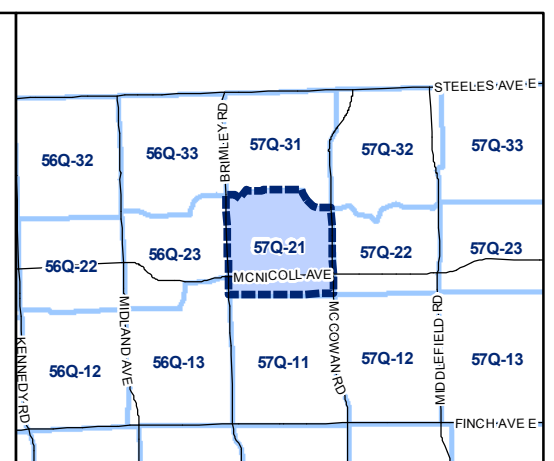 STEELES AVE E
BRIMLEY RD
56Q-32
56Q-33
57Q-31
57Q-32
57Q-33
56Q-22
56Q-23
57Q-21
57Q-22
57Q-23
MCNICOLL AVE
KENNEDY RD
MIDLAND AVE
MCCOWAN RD
MIDDLEFIELD RD
56Q-12
56Q-13
57Q-11
57Q-12
57Q-13
FINCH AVE E